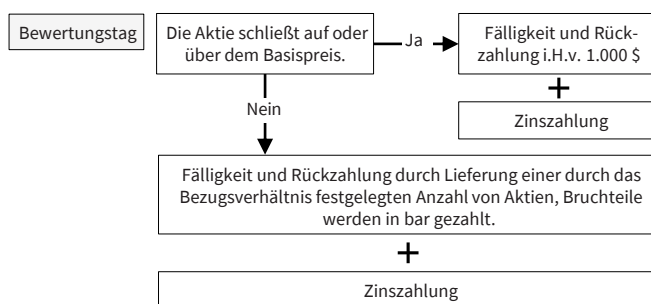 Bewertungstag
Die Aktie schließt auf oder
über dem Basispreis.
Ja
Fälligkeit und Rück-
zahlung i.H.v. 1.000 $
+
Zinszahlung
Nein
Fälligkeit und Rückzahlung durch Lieferung einer durch das
Bezugsverhältnis festgelegten Anzahl von Aktien, Bruchteile
werden in bar gezahlt.
+
Zinszahlung